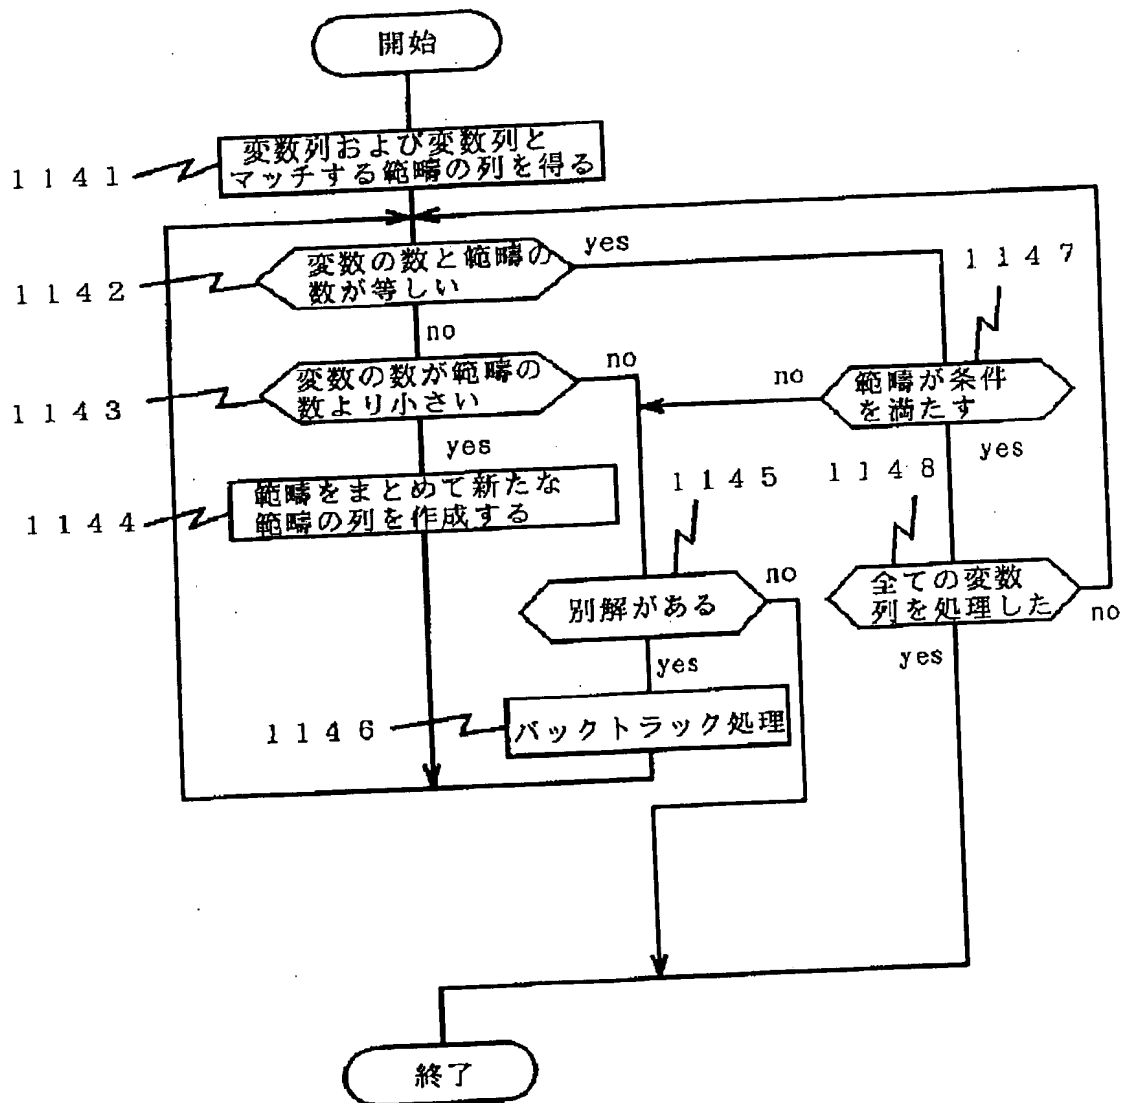 開始
1141
変数列および変数列と
マッチする範疇の列を得る
1142
変数の数と範疇の
数が等しい
yes
no
1147
1143
変数の数が範疇の
数より小さい
no
yes
no
範疇が条件
を満たす
yes
1144
範疇をまとめて新たな
範疇の列を作成する
1145
1148
別解がある
no
yes
全ての変数
列を処理した
no
yes
1146
バックトラック処理
終了